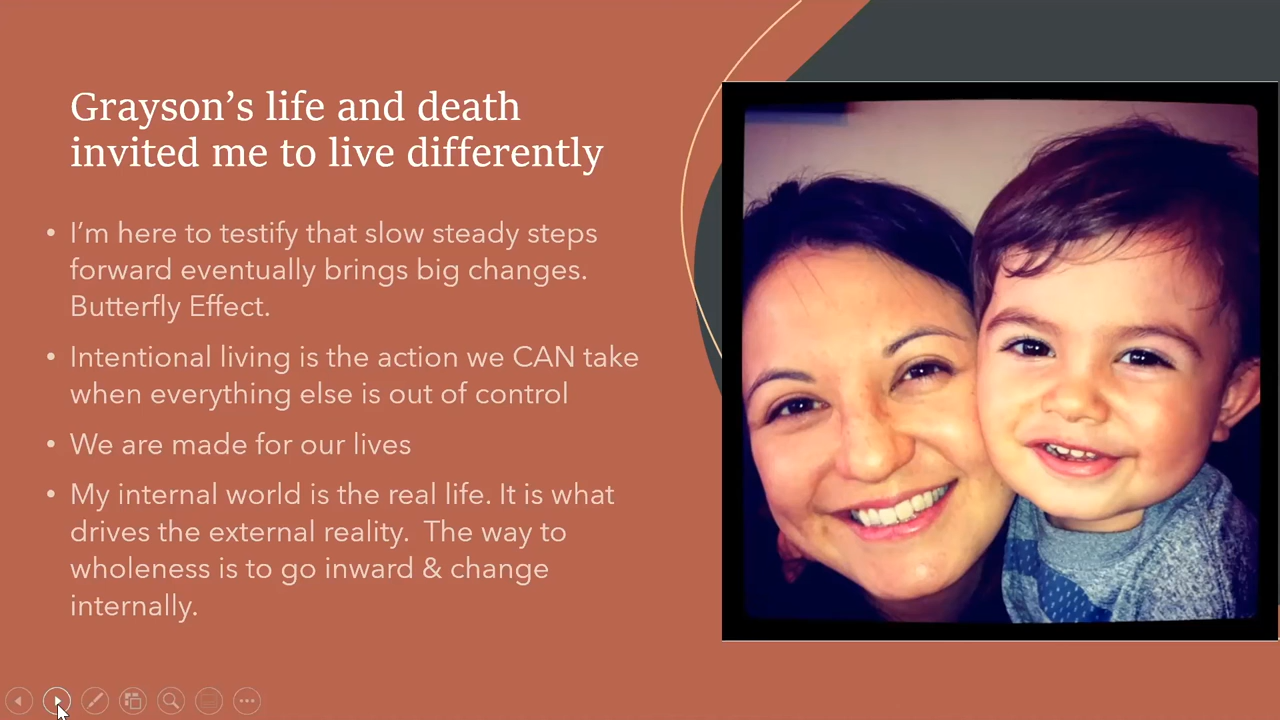 Grayson’s life and death
invited me to live differently
• I’m here to testify that slow steady steps
forward eventually brings big changes.
Butterfly Effect.
• Intentional living is the action we CAN take
when everything else is out of control
• We are made for our lives
• My internal world is the real life. It is what
drives the external reality.  The way to
wholeness is to go inward & change
internally.